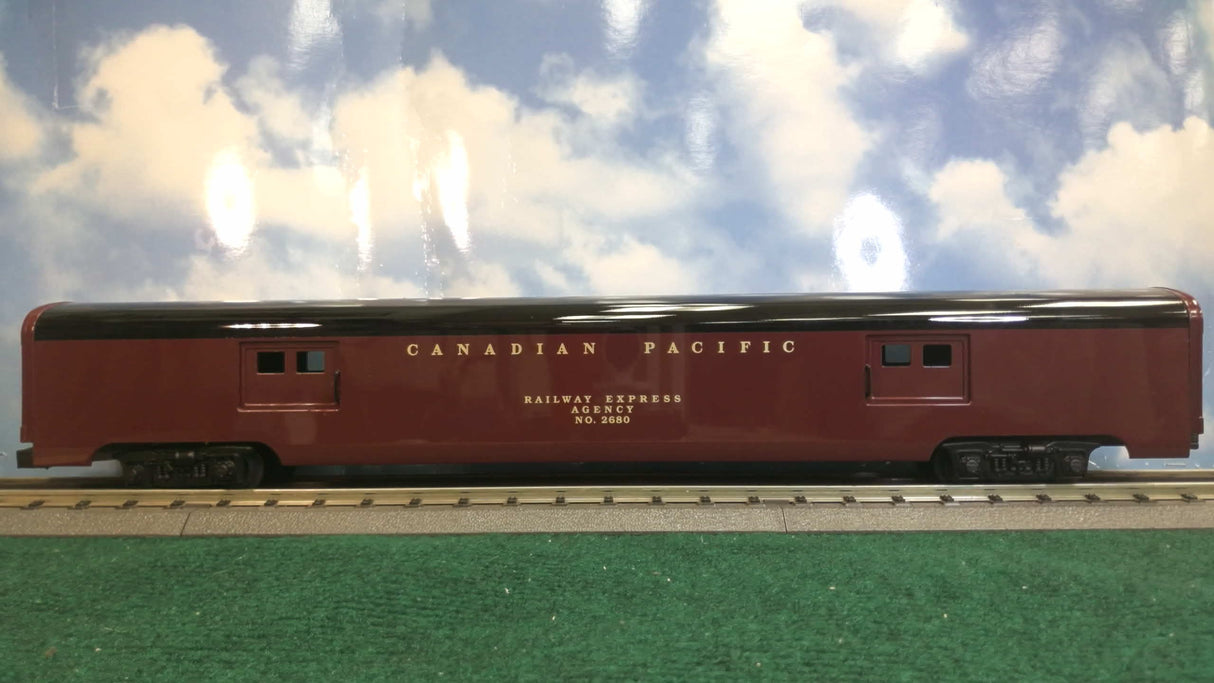 CANADIAN PACIFIC
RAILWAY EXPRESS
AGENCY
NO. 2680